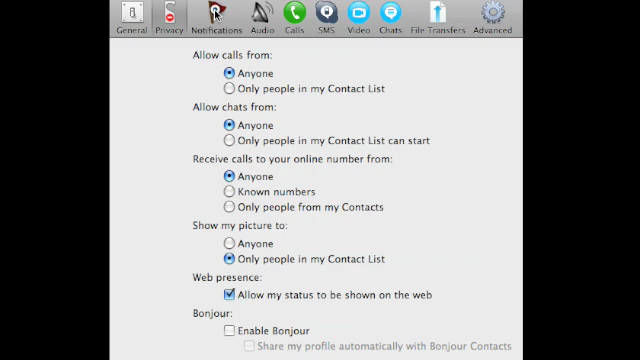 General Privacy Notifications Audio Calls SMS Video Chats File Transfers Advanced
Allow calls from:
Anyone
Only people in my Contact List
Allow chats from:
Anyone
Only people in my Contact List can start
Receive calls to your online number from:
Anyone
Known numbers
Only people from my Contacts
Show my picture to:
Anyone
Only people in my Contact List
Web presence:
Allow my status to be shown on the web
Bonjour:
Enable Bonjour
Share my profile automatically with Bonjour Contacts